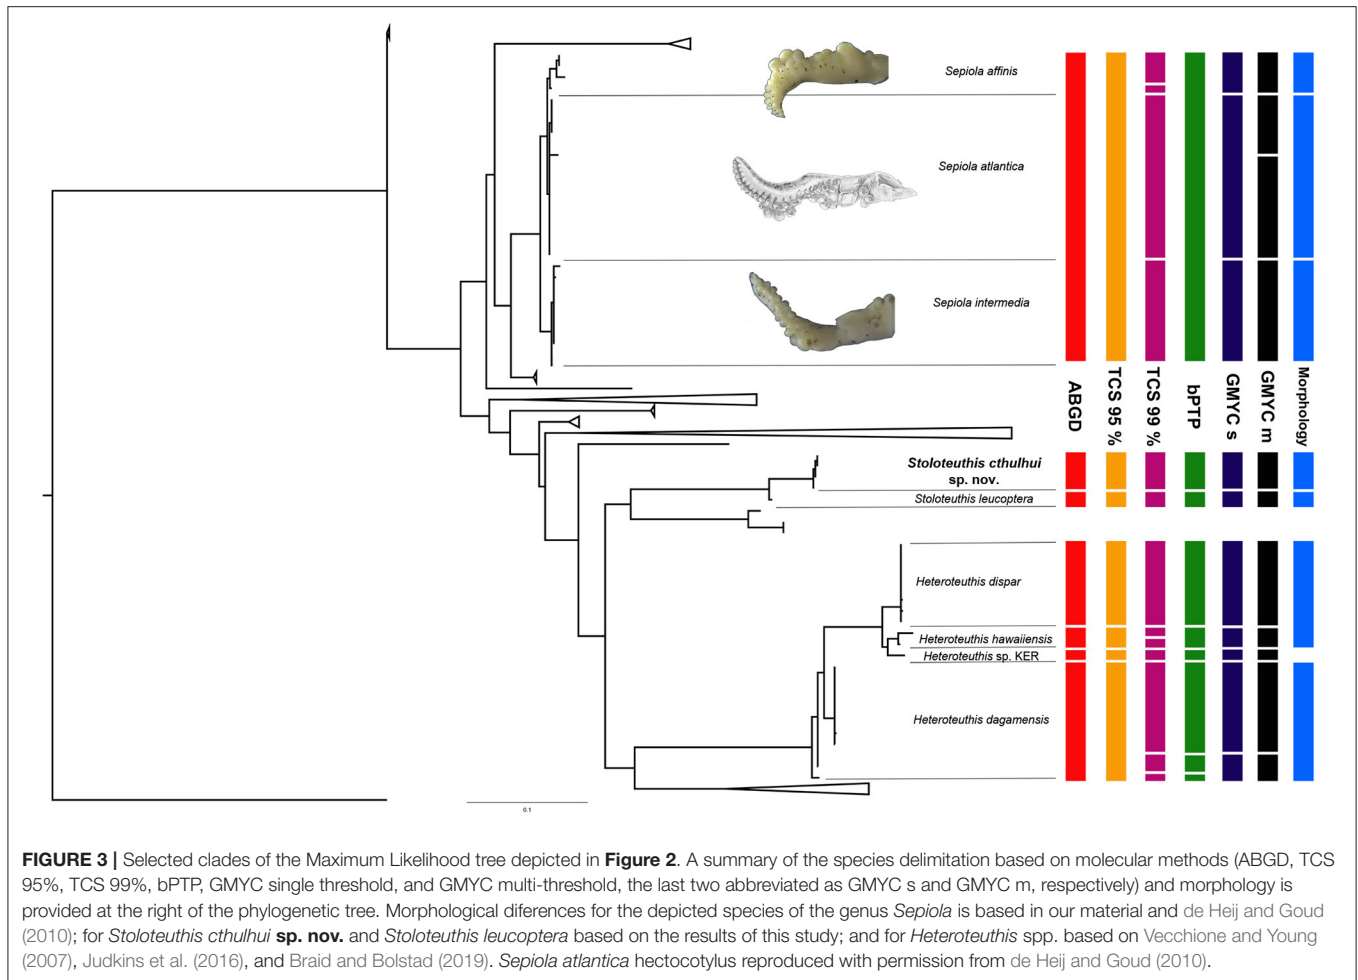 Sepiola affinis
Sepiola atlantica
Sepiola intermedia
ABGD
TCS 95 %
TCS 99 %
bPTP
GMYC s
GMYC m
Morphology
Stoloteuthis cthulhui
sp. nov.
Stoloteuthis leucoptera
Heteroteuthis dispar
Heteroteuthis hawaiiensis
Heteroteuthis sp. KER
Heteroteuthis dagamensis
0.1
FIGURE 3 | Selected clades of the Maximum Likelihood tree depicted in Figure 2. A summary of the species delimitation based on molecular methods (ABGD, TCS
95%, TCS 99%, bPTP, GMYC single threshold, and GMYC multi-threshold, the last two abbreviated as GMYC s and GMYC m, respectively) and morphology is
provided at the right of the phylogenetic tree. Morphological diferences for the depicted species of the genus Sepiola is based in our material and de Heij and Goud
(2010); for Stoloteuthis cthulhui sp. nov. and Stoloteuthis leucoptera based on the results of this study; and for Heteroteuthis spp. based on Vecchione and Young
(2007), Judkins et al. (2016), and Braid and Bolstad (2019). Sepiola atlantica hectocotylus reproduced with permission from de Heij and Goud (2010).